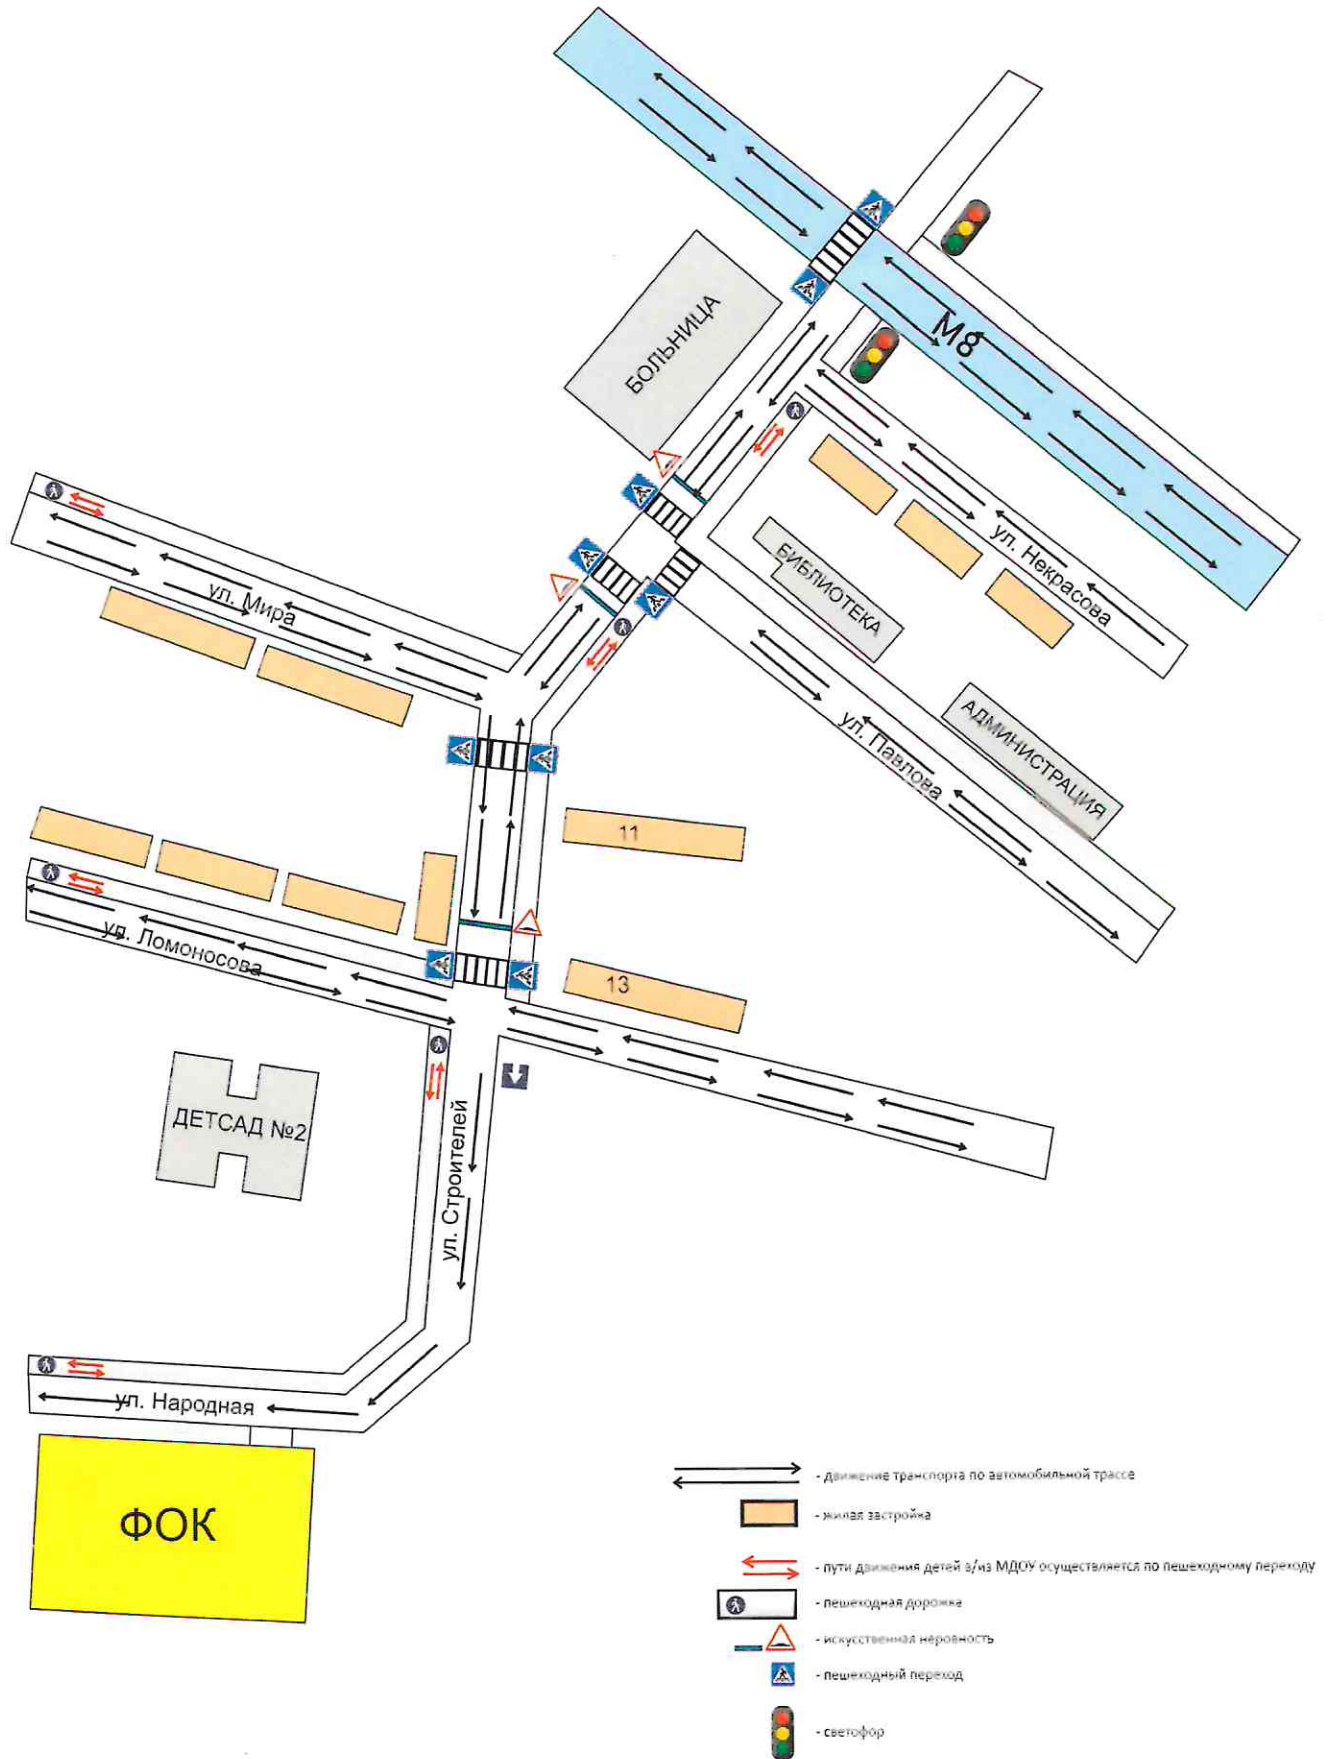 М8
БОЛЬНИЦА
ул. Некрасова
БИБЛИОТЕКА
ул. Мира
АДМИНИСТРАЦИЯ
ул. Павлова
11
ул. Ломоносова
13
ДЕТСАД №2
ул. Строителей
ул. Народная
ФОК
- движение транспорта по автомобильной трассе
- жилая застройка
- пути движения детей в/из МДОУ осуществляется по пешеходному переходу
- пешеходная дорожка
- искусственная неровность
- пешеходный переход
- светофор